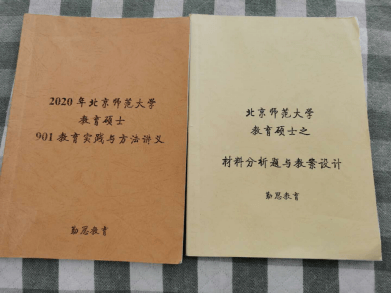 2020年北京师范大学
教育硕士
901教育实践与方法讲义
勤思教育
北京师范大学
教育硕士之
材料分析题与教案设计
勤思教育